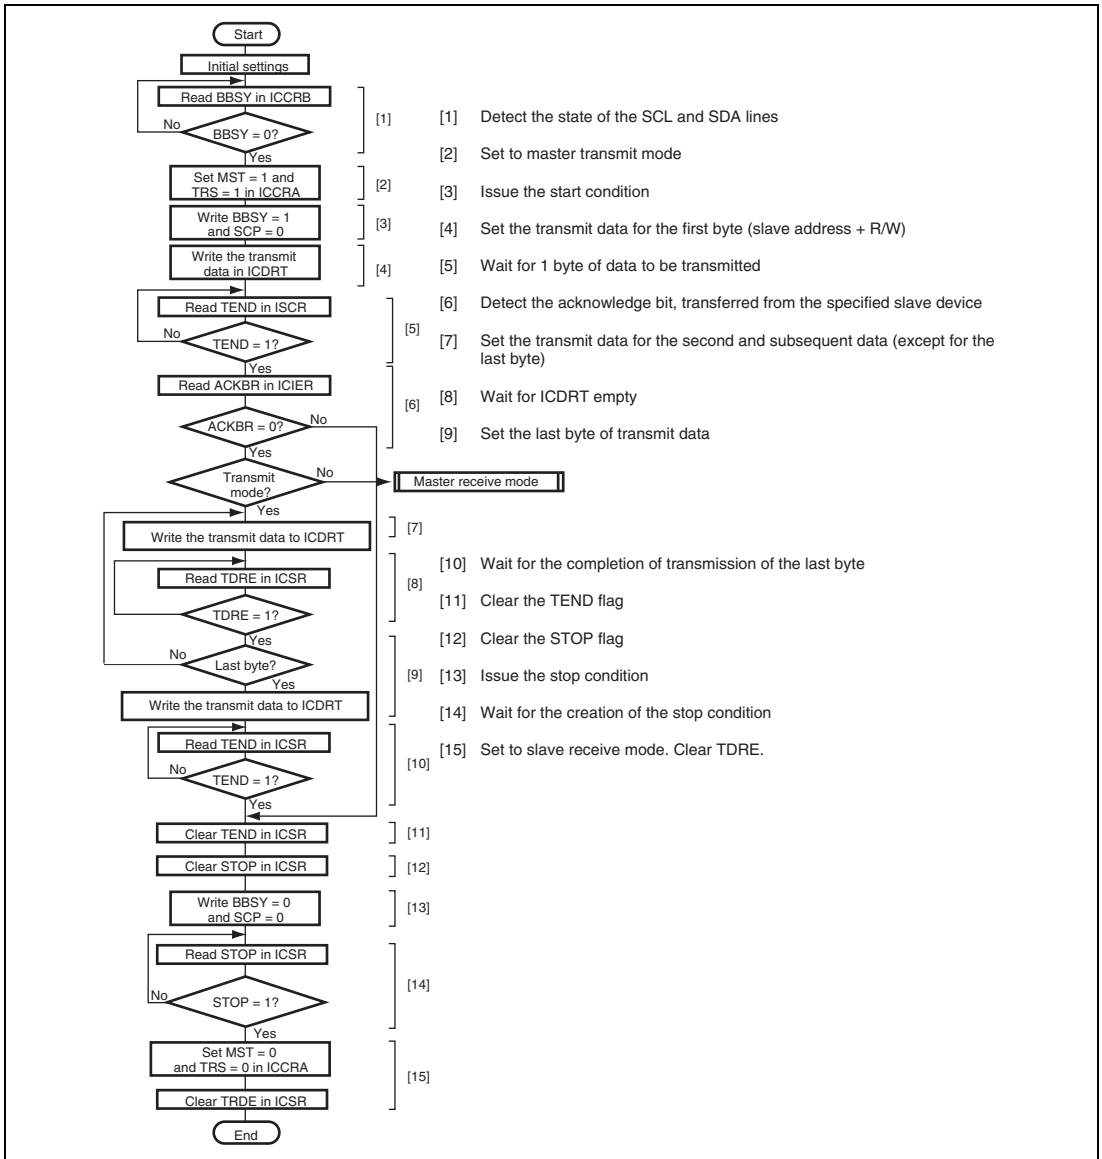 Start
Initial settings
Read BBSY in ICCRB
No
BBSY = 0?
[1]
Yes
Set MST = 1 and
TRS = 1 in ICCRA
[2]
Write BBSY = 1
and SCP = 0
[3]
Write the transmit
data in ICDRT
[4]
Read TEND in ISCR
No
TEND = 1?
[5]
Yes
Read ACKBR in ICIER
[6]
ACKBR = 0?
No
Yes
Transmit
mode?
No
Master receive mode
Yes
Write the transmit data to ICDRT
[7]
Read TDRE in ICSR
[8]
TDRE = 1?
Yes
No
Last byte?
[9]
Yes
Write the transmit data to ICDRT
Read TEND in ICSR
No
TEND = 1?
[10]
Yes
Clear TEND in ICSR
[11]
Clear STOP in ICSR
[12]
Write BBSY = 0
and SCP = 0
[13]
Read STOP in ICSR
[14]
No
STOP = 1?
Yes
Set MST = 0
and TRS = 0 in ICCRA
[15]
Clear TRDE in ICSR
End
[1] Detect the state of the SCL and SDA lines
[2] Set to master transmit mode
[3] Issue the start condition
[4] Set the transmit data for the first byte (slave address + R/W)
[5] Wait for 1 byte of data to be transmitted
[6] Detect the acknowledge bit, transferred from the specified slave device
[7] Set the transmit data for the second and subsequent data (except for the
last byte)
[8] Wait for ICDRT empty
[9] Set the last byte of transmit data
[10] Wait for the completion of transmission of the last byte
[11] Clear the TEND flag
[12] Clear the STOP flag
[13] Issue the stop condition
[14] Wait for the creation of the stop condition
[15] Set to slave receive mode. Clear TDRE.